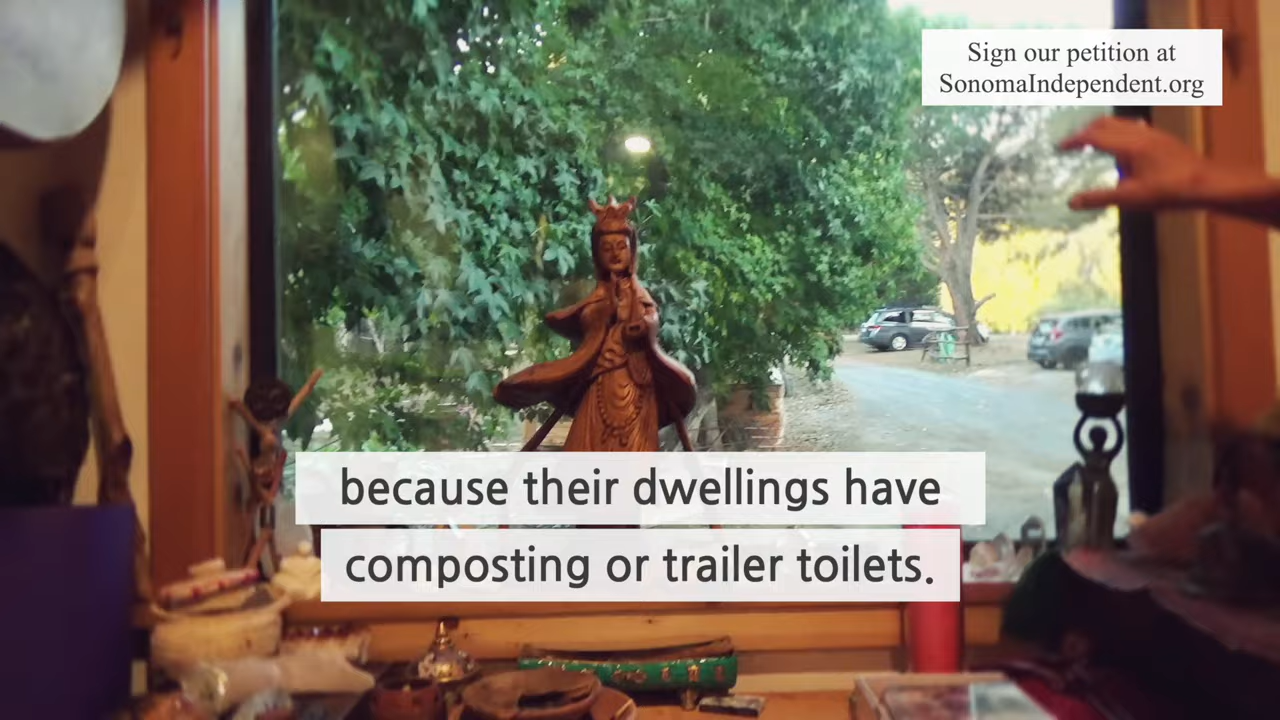 Sign our petition at
SonomaIndependent.org
because their dwellings have
composting or trailer toilets.